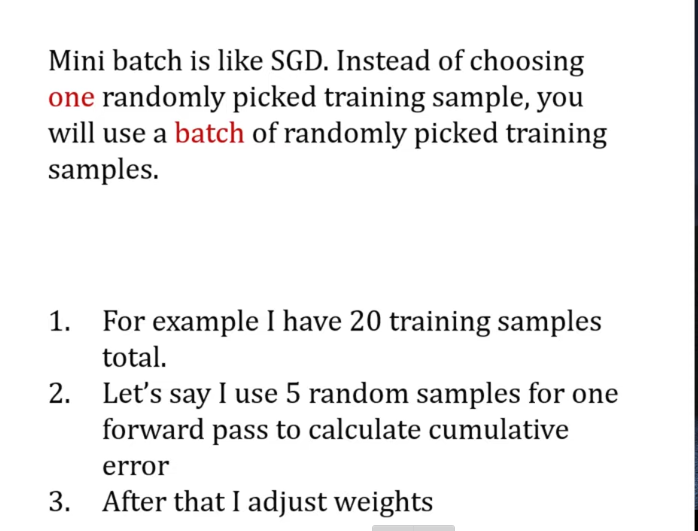 Mini batch is like SGD. Instead of choosing
one randomly picked training sample, you
will use a batch of randomly picked training
samples.
1. For example I have 20 training samples
total.
2. Let’s say I use 5 random samples for one
forward pass to calculate cumulative
error
3. After that I adjust weights